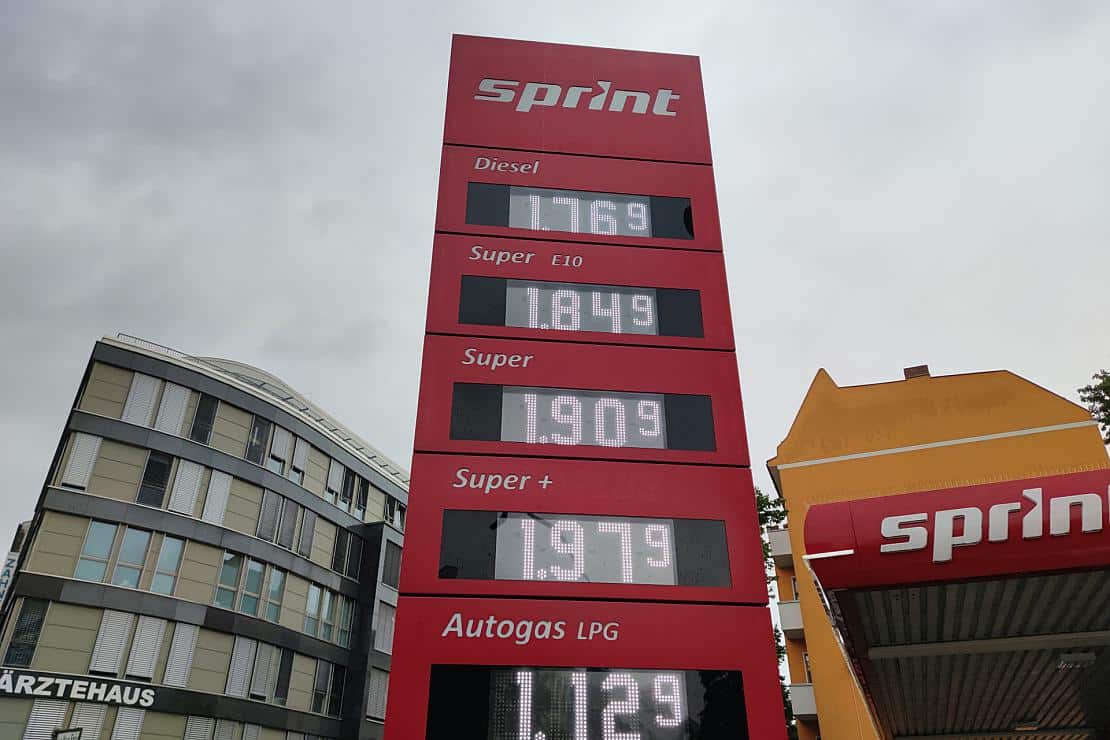 sprint
Diesel
1.769
Super E10
1.849
Super
1.909
Super +
1.979
Autogas LPG
1.129
sprint
ÄRZTEHAUS